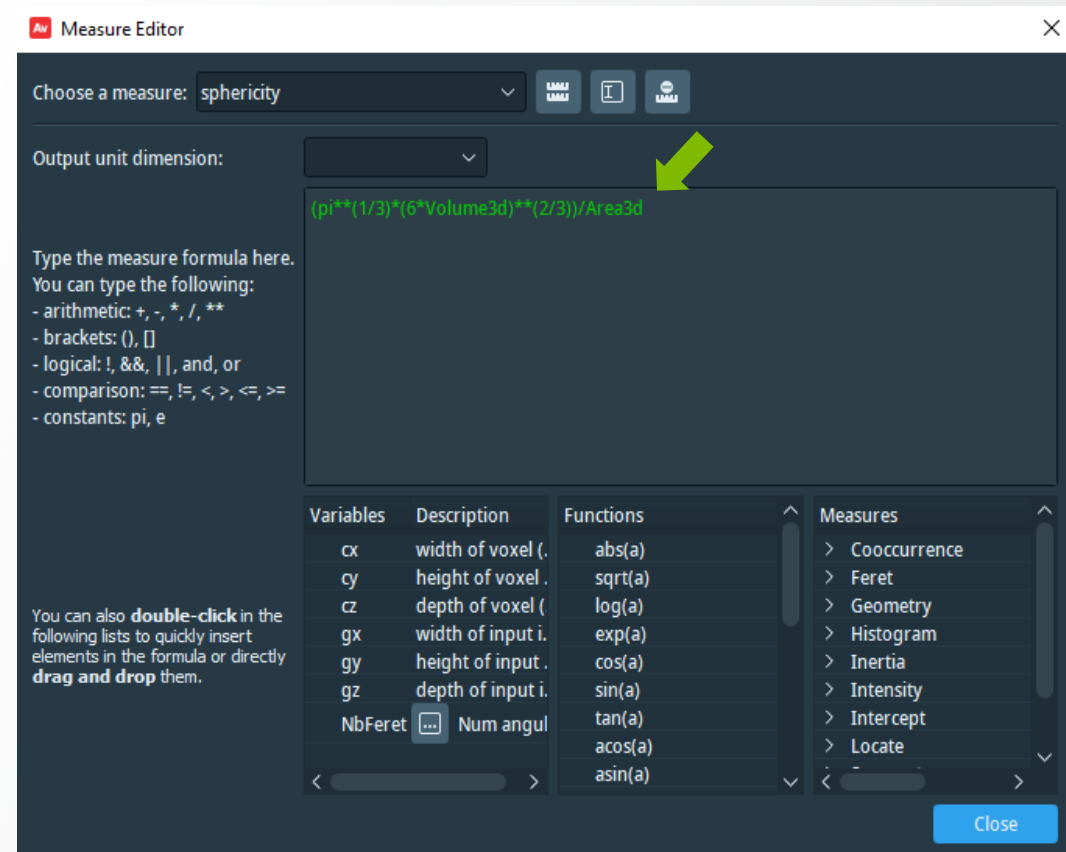 Av Measure Editor
Choose a measure: sphericity
Output unit dimension:
(pi**(1/3)*(6*Volume3d)**(2/3))/Area3d
Type the measure formula here.
You can type the following:
- arithmetic: +, -, *, /, **
- brackets: (), []
- logical: !, &&, ||, and, or
- comparison: ==, !=, <, >, <=, >=
- constants: pi, e
You can also double-click in the
following lists to quickly insert
elements in the formula or directly
drag and drop them.
Variables Description
cx width of voxel (.
cy height of voxel .
cz depth of voxel (
gx width of input i.
gy height of input .
gz depth of input i.
NbFeret ... Num angul
Functions
abs(a)
sqrt(a)
log(a)
exp(a)
cos(a)
sin(a)
tan(a)
acos(a)
asin(a)
Measures
> Cooccurrence
> Feret
> Geometry
> Histogram
> Inertia
> Intensity
> Intercept
> Locate
Close